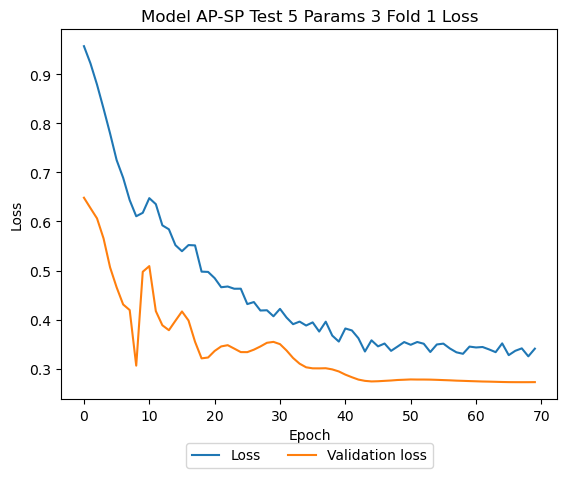 Model AP-SP Test 5 Params 3 Fold 1 Loss
Loss
0.9
0.8
0.7
0.6
0.5
0.4
0.3
0 10 20 30 40 50 60 70
Epoch
Loss Validation loss